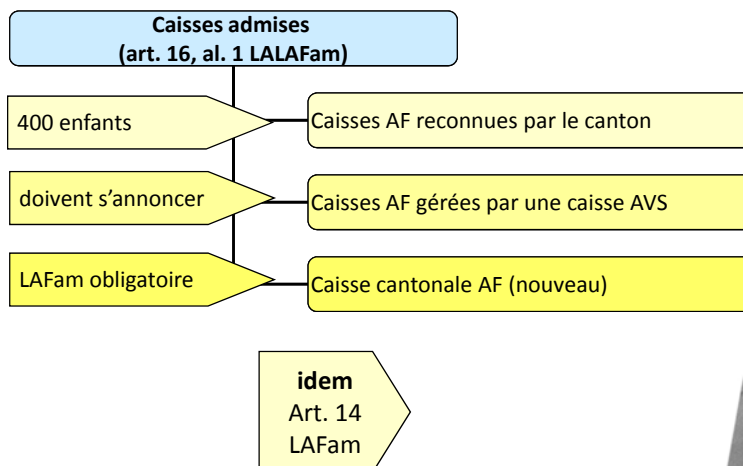 Caisses admises
(art. 16, al. 1 LALAFam)
400 enfants
Caisses AF reconnues par le canton
doivent s’annoncer
Caisses AF gérées par une caisse AVS
LAFam obligatoire
Caisse cantonale AF (nouveau)
idem
Art. 14
LAFam